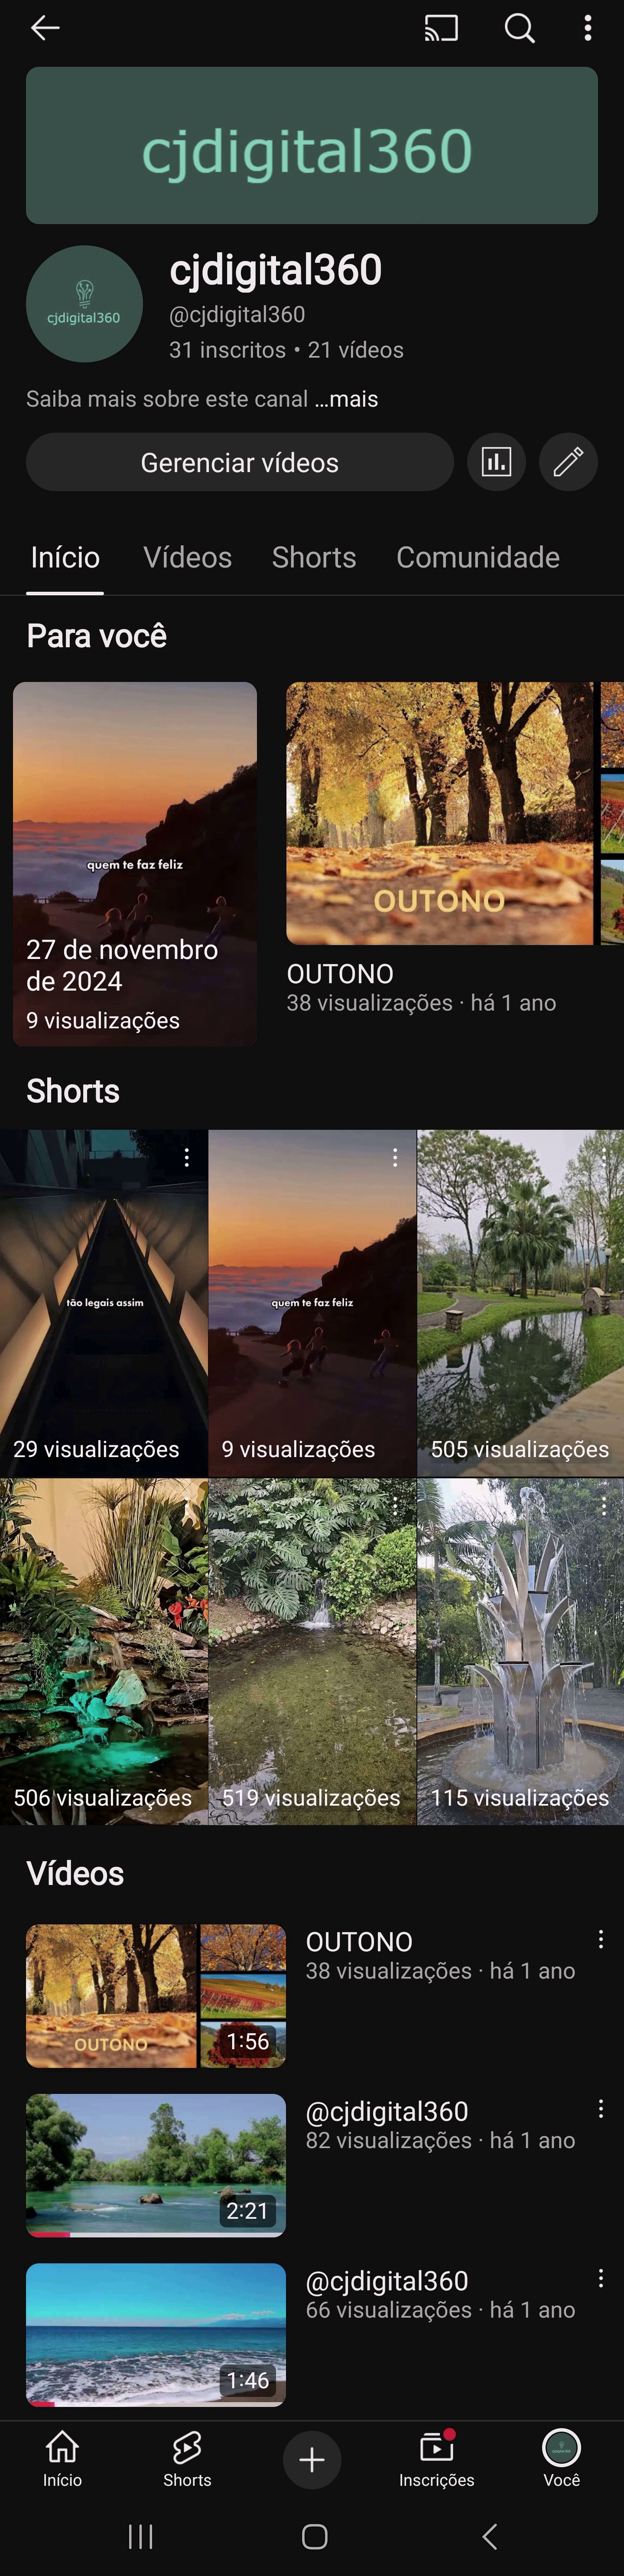 cjdigital360
cjdigital360
cjdigital360
@cjdigital360
31 inscritos • 21 vídeos
Saiba mais sobre este canal ...mais
Gerenciar vídeos
Início Vídeos Shorts Comunidade
Para você
quem te faz feliz
27 de novembro
de 2024
9 visualizações
OUTONO
OUTONO
38 visualizações · há 1 ano
Shorts
tão legais assim
29 visualizações
quem te faz feliz
9 visualizações
505 visualizações
506 visualizações
519 visualizações
115 visualizações
Vídeos
OUTONO
1:56
OUTONO
38 visualizações · há 1 ano
2:21
@cjdigital360
82 visualizações · há 1 ano
1:46
@cjdigital360
66 visualizações · há 1 ano
Início Shorts Inscrições Você